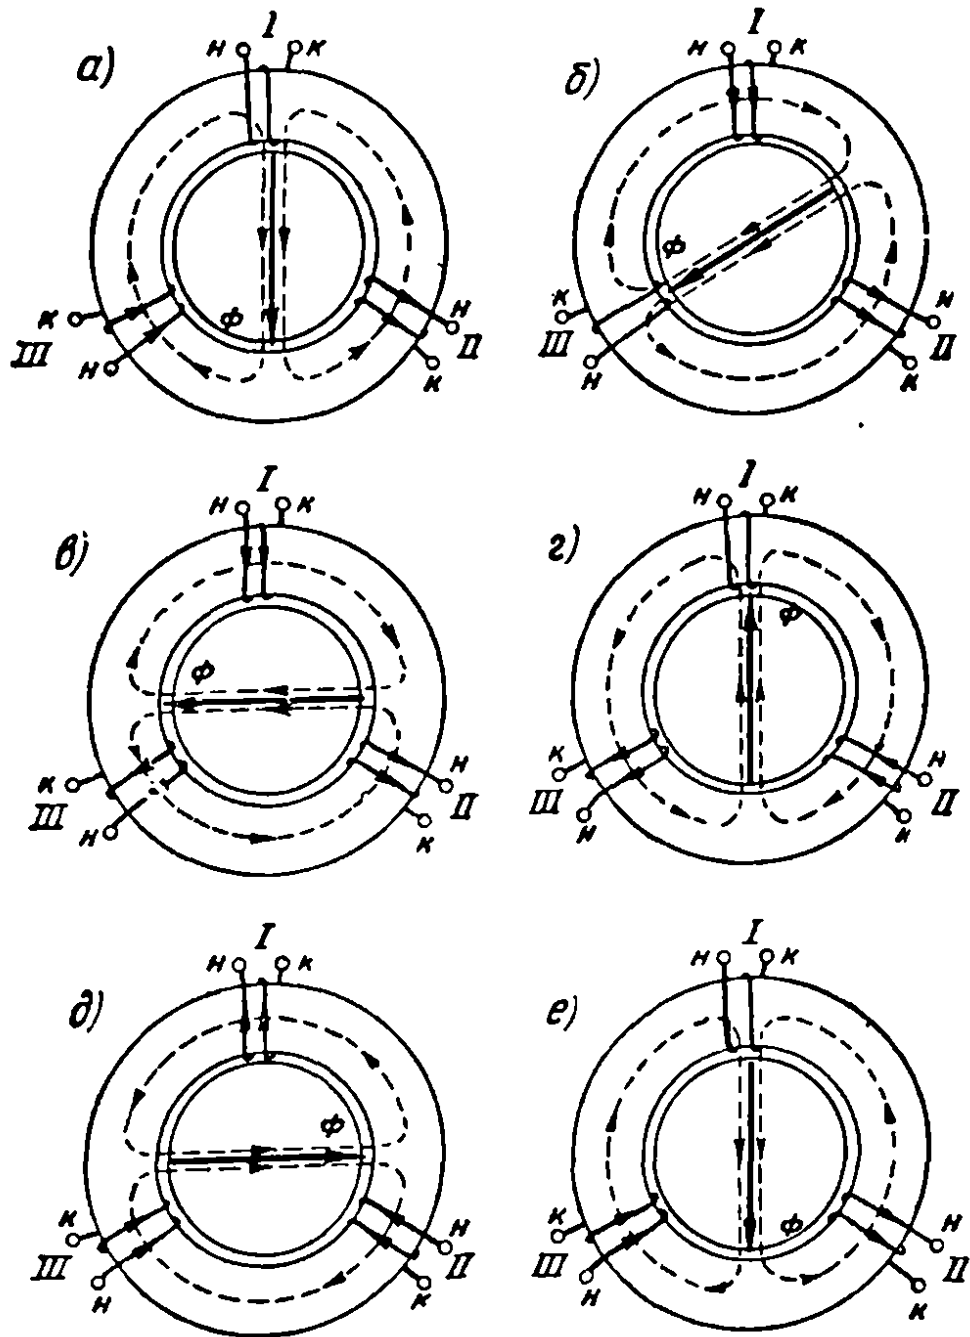 а) I н к Ф к III н н II к
б) I н к Ф к III н н II к
в) I н к Ф к III н н II к
г) I н к Ф III н н II к
д) I н к Ф к III н н II к
е) I н к Ф к III н н II к